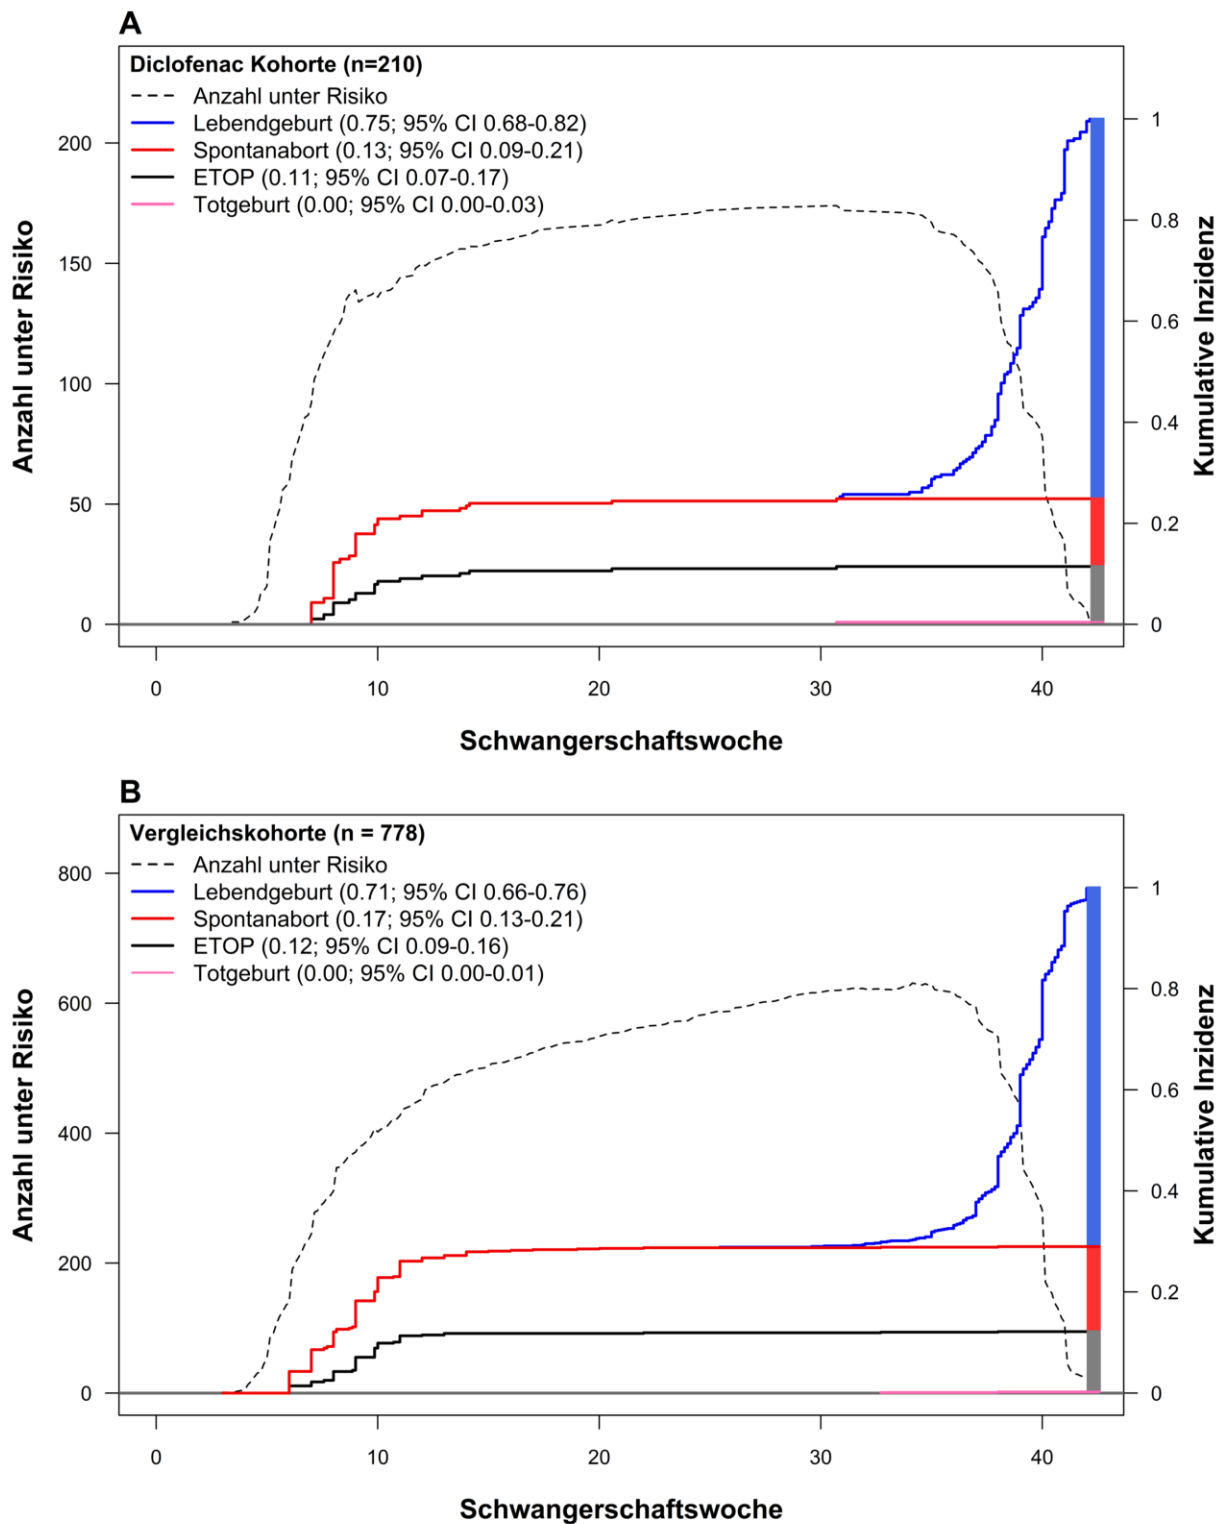 A
Diclofenac Kohorte (n=210)
Anzahl unter Risiko
Lebendgeburt (0.75; 95% CI 0.68-0.82)
Spontanabort (0.13; 95% CI 0.09-0.21)
ETOP (0.11; 95% CI 0.07-0.17)
Totgeburt (0.00; 95% CI 0.00-0.03)
Anzahl unter Risiko
200
150
100
50
0
Kumulative Inzidenz
1
0.8
0.6
0.4
0.2
0
0 10 20 30 40
Schwangerschaftswoche
B
Vergleichskohorte (n = 778)
Anzahl unter Risiko
Lebendgeburt (0.71; 95% CI 0.66-0.76)
Spontanabort (0.17; 95% CI 0.13-0.21)
ETOP (0.12; 95% CI 0.09-0.16)
Totgeburt (0.00; 95% CI 0.00-0.01)
Anzahl unter Risiko
800
600
400
200
0
Kumulative Inzidenz
1
0.8
0.6
0.4
0.2
0
0 10 20 30 40
Schwangerschaftswoche